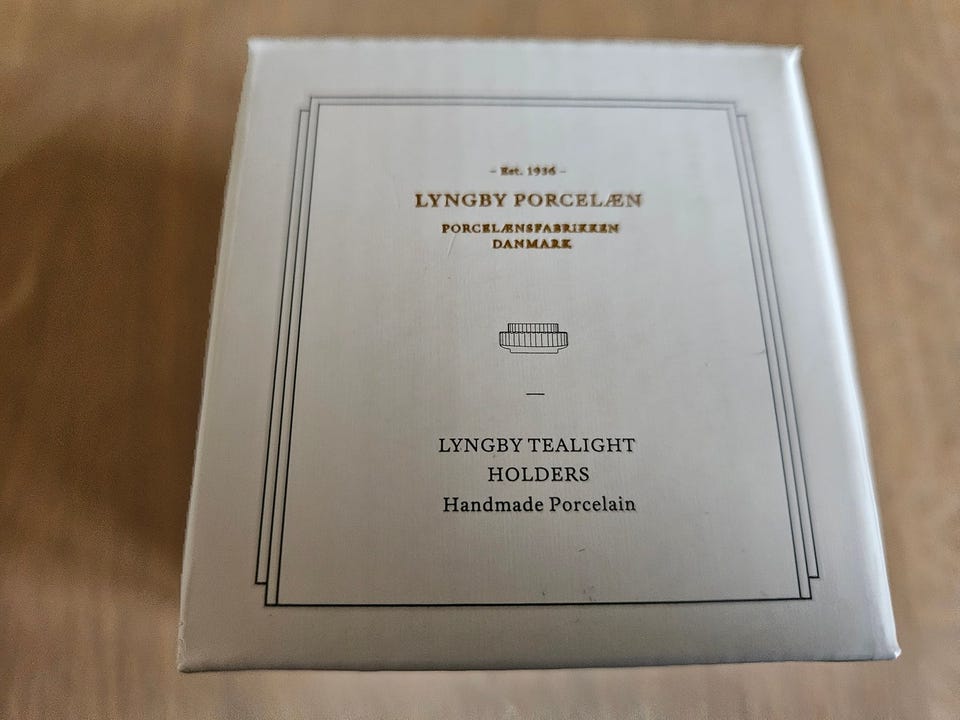 - Est. 1936 -
LYNGBY PORCELÆN
PORCELÆNSFABRIKKEN
DANMARK
—
LYNGBY TEALIGHT
HOLDERS
Handmade Porcelain